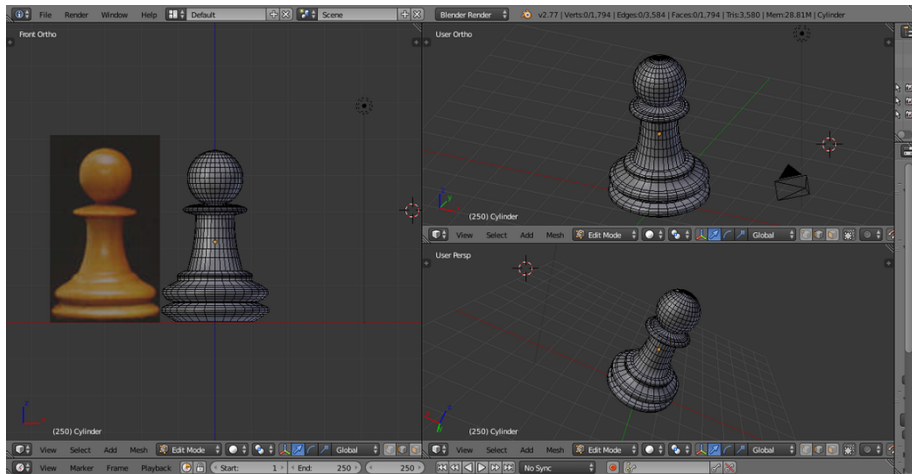 File Render Window Help Default Scene Blender Render v2.77 | Verts:0/1,794 | Edges:0/3,584 | Faces:0/1,794 | Tris:3,580 | Mem:28.81M | Cylinder
Front Ortho
(250) Cylinder
View Select Add Mesh Edit Mode Global
User Ortho
(250) Cylinder
View Select Add Mesh Edit Mode Global
User Persp
(250) Cylinder
View Select Add Mesh Edit Mode Global
View Marker Frame Playback Start: 1 End: 250 250 No Sync